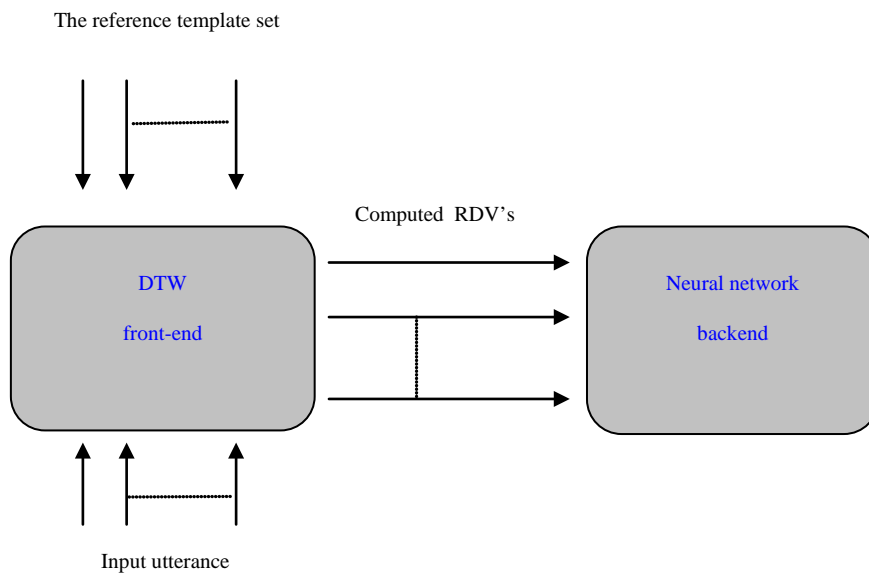 The reference template set
Computed RDV's
DTW
front-end
Neural network
backend
Input utterance